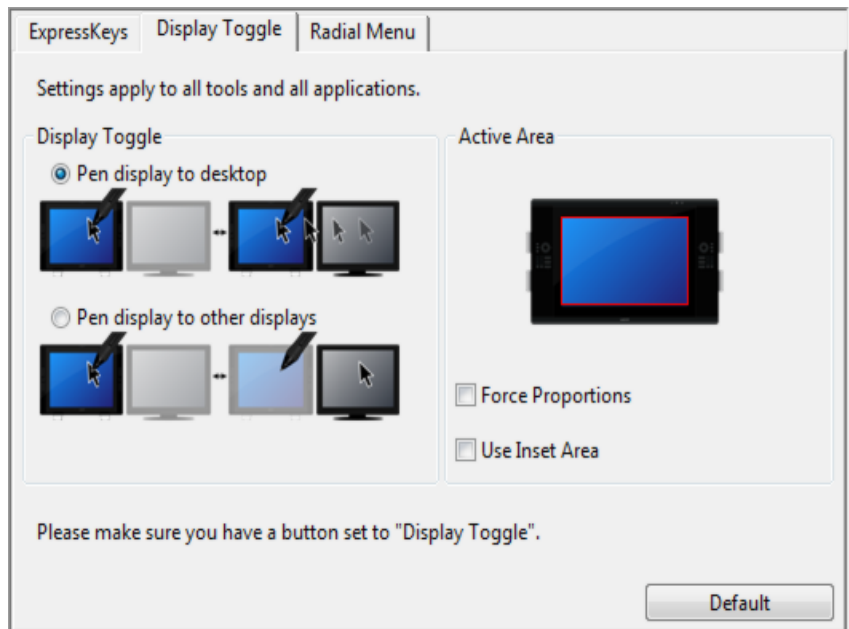 ExpressKeys
Display Toggle
Radial Menu
Settings apply to all tools and all applications.
Display Toggle
Pen display to desktop
Pen display to other displays
Active Area
Force Proportions
Use Inset Area
Please make sure you have a button set to "Display Toggle".
Default